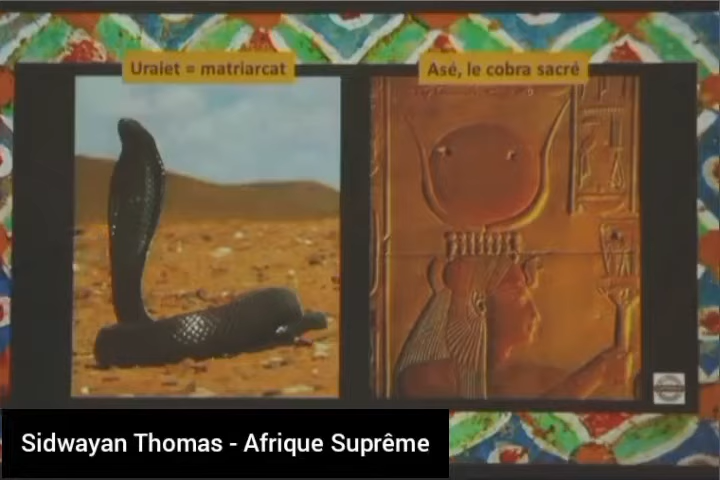 Uraiet = matriarcat
Asé, le cobra sacré
Sidwayan Thomas - Afrique Suprême